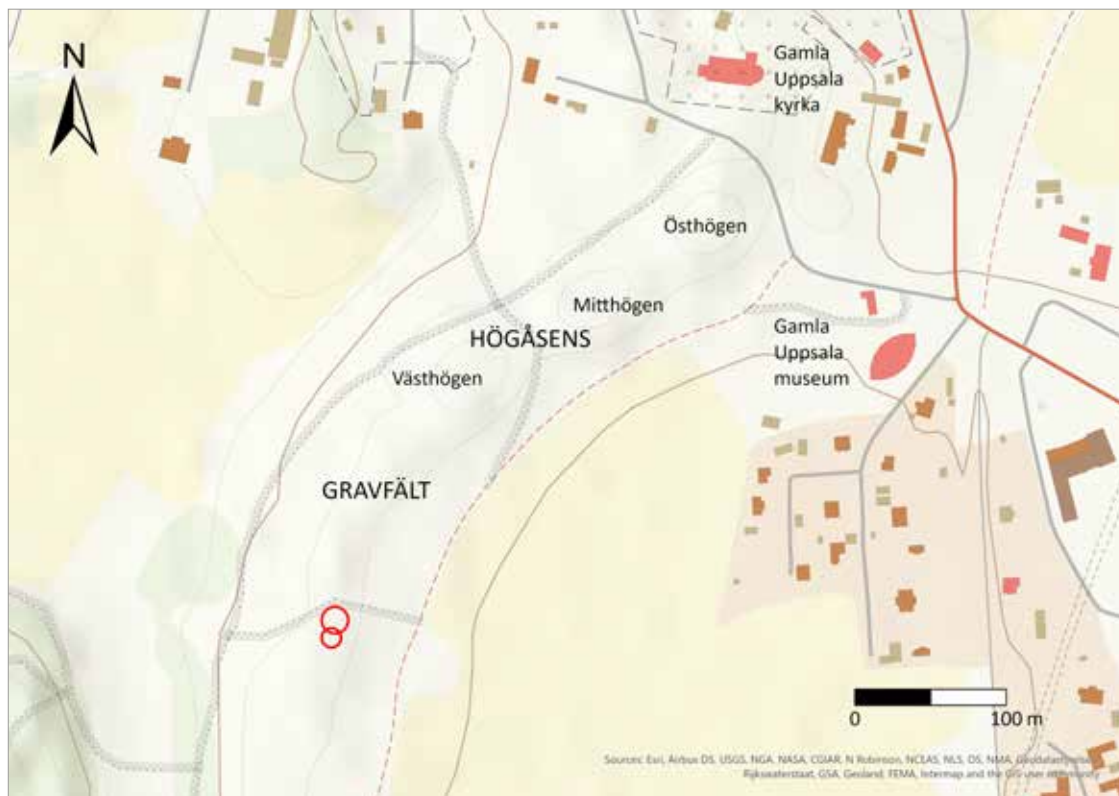 N
Gamla
Uppsala
kyrka
Östhögen
Mitthögen
HÖGÅSENS
Västhögen
Gamla
Uppsala
museum
GRAVFÄLT
0 100 m
Sources: Esri, Airbus DS, USGS, NGA, NASA, CGIAR, N Robinson, NCEAS, NLS, OS, NMA,
Rijkswaterstaat, GSA, Geoland, FEMA, Intermap and the GIS user community